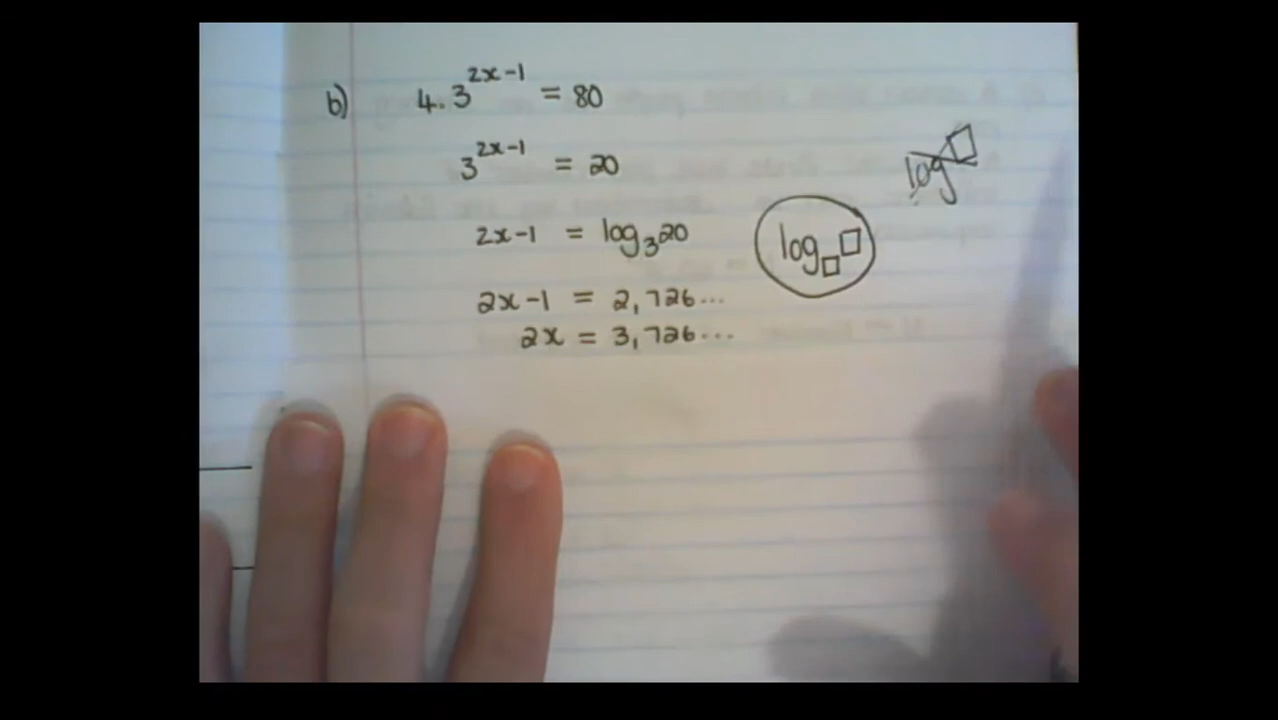 b) 4.3^{2x-1} = 80
3^{2x-1} = 20
log□
2x-1 = log₃20
log□□
2x-1 = 2,726...
2x = 3,726...